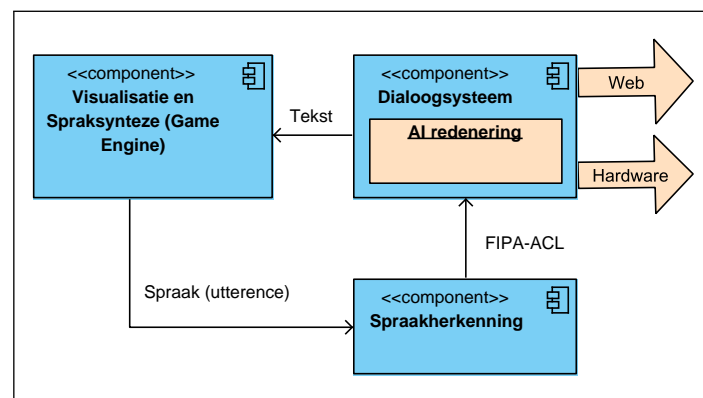 <<component>>
Visualisatie en
Spraksynteze (Game
Engine)
Tekst
<<component>>
Dialoogsysteem
AI redenering
Web
Hardware
FIPA-ACL
Spraak (utterence)
<<component>>
Spraakherkenning